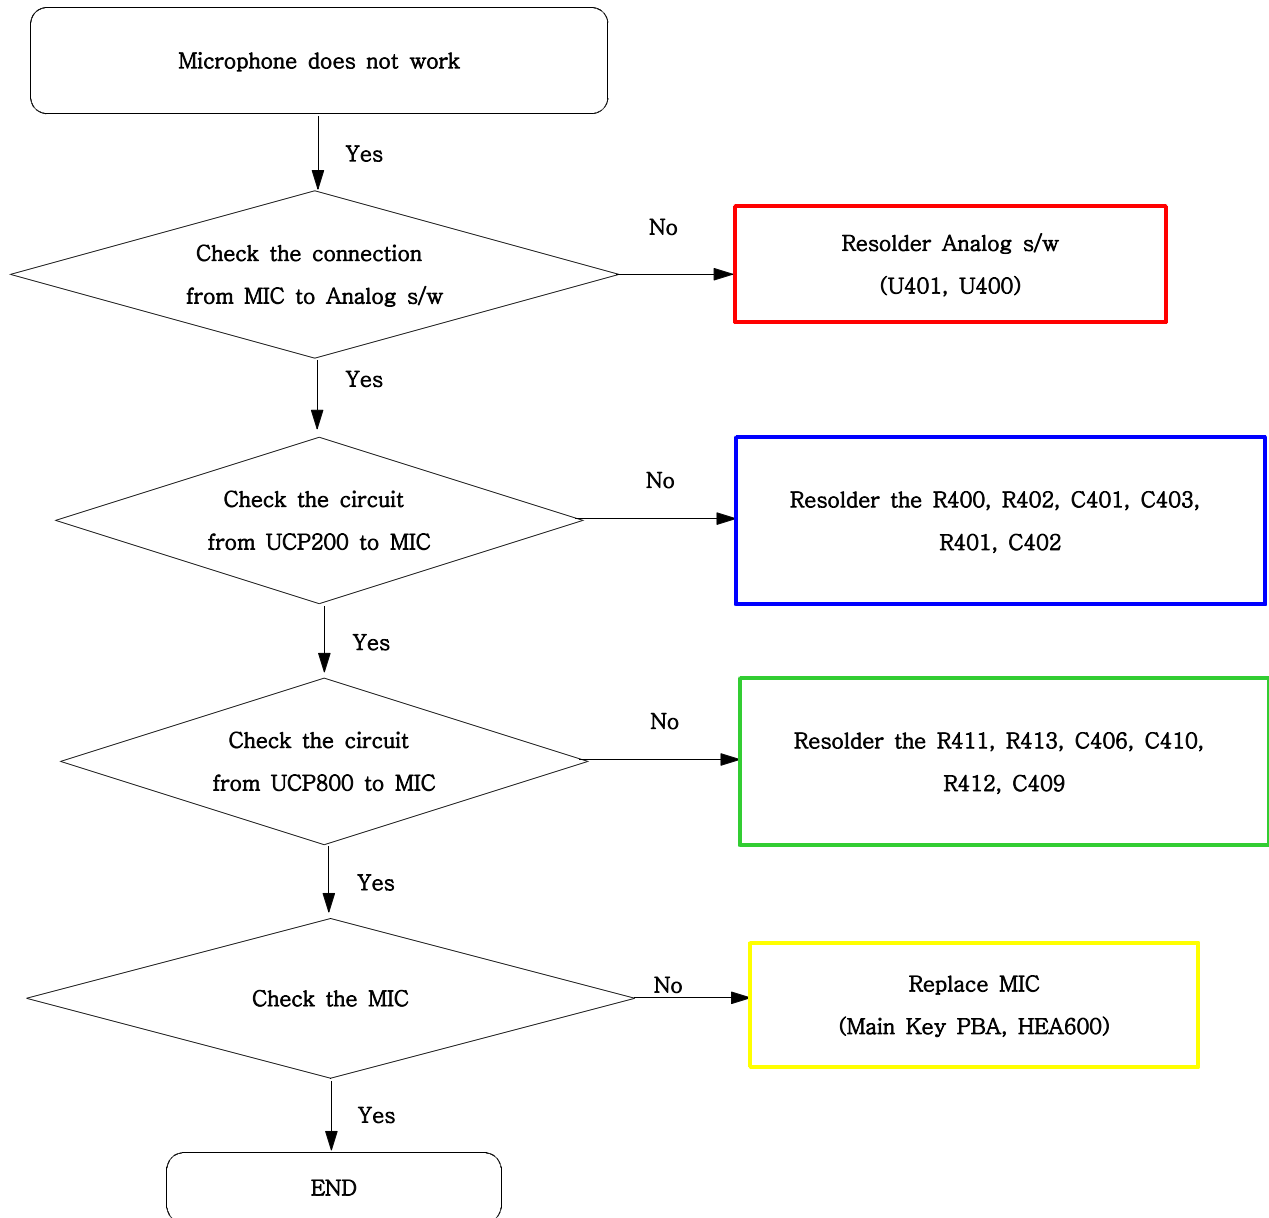 Microphone does not work
Yes
Check the connection
from MIC to Analog s/w
No
Resolder Analog s/w
(U401, U400)
Yes
Check the circuit
from UCP200 to MIC
No
Resolder the R400, R402, C401, C403,
R401, C402
Yes
Check the circuit
from UCP800 to MIC
No
Resolder the R411, R413, C406, C410,
R412, C409
Yes
Check the MIC
No
Replace MIC
(Main Key PBA, HEA600)
Yes
END